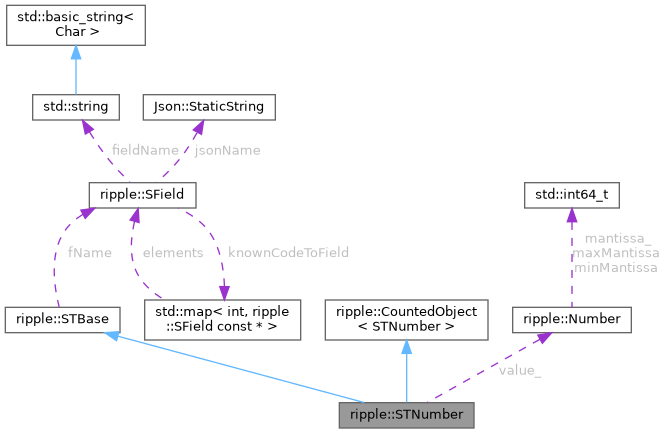 std::basic_string<
Char >
std::string
Json::StaticString
fieldName
jsonName
ripple::SField
std::int64_t
fName
elements
knownCodeToField
mantissa_
maxMantissa
minMantissa
ripple::STBase
std::map< int, ripple
::SField const * >
ripple::CountedObject
< STNumber >
ripple::Number
value_
ripple::STNumber